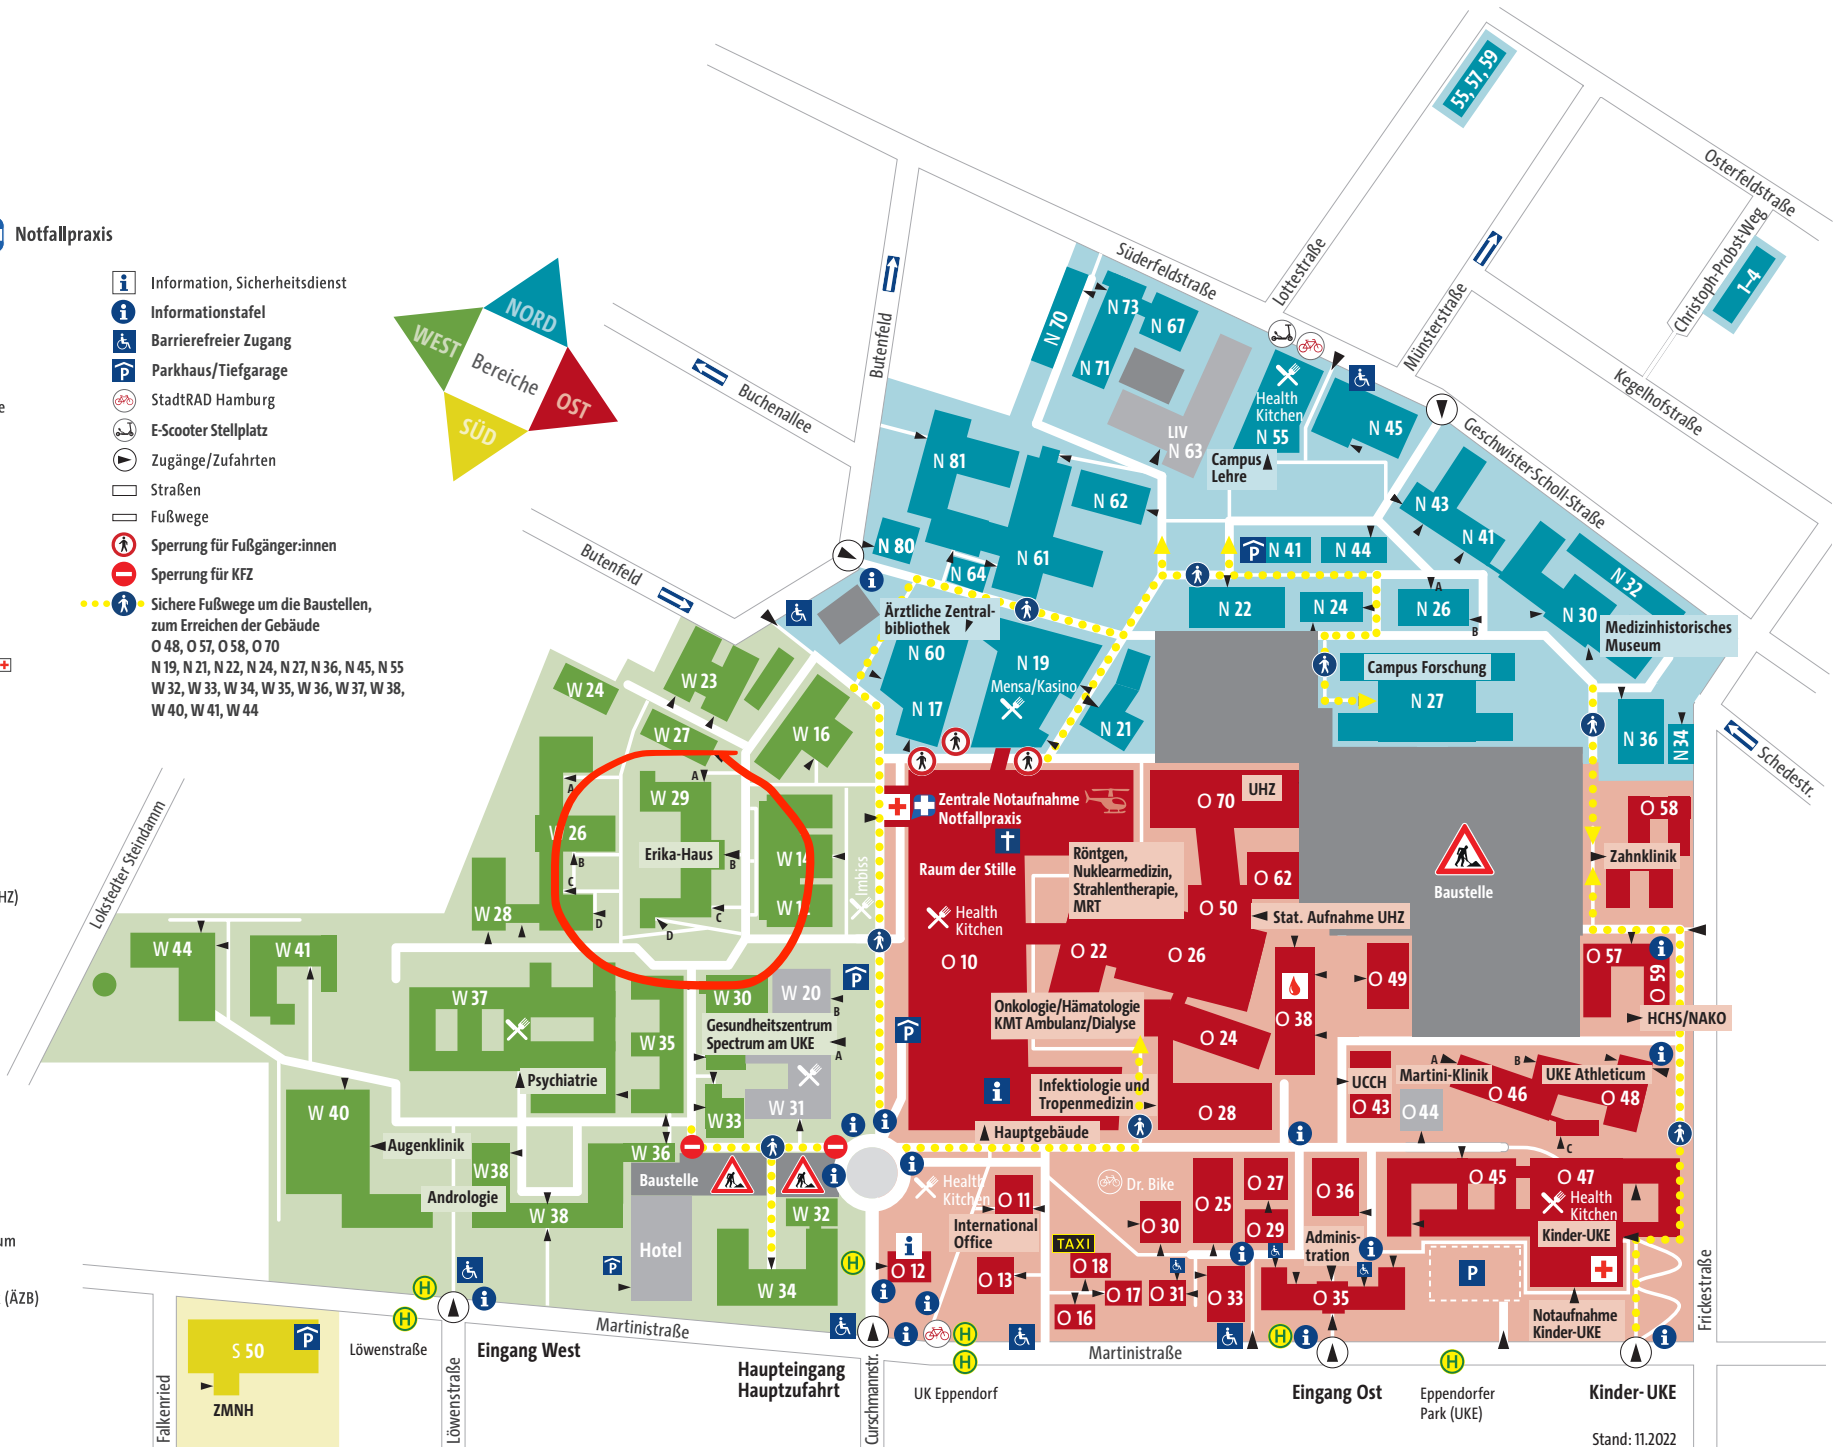 Notfallpraxis
Information, Sicherheitsdienst
Informationstafel
Barrierefreier Zugang
Parkhaus/Tiefgarage
StadtRAD Hamburg
E-Scooter Stellplatz
Zugänge/Zufahrten
Straßen
Fußwege
Sperrung für Fußgänger:innen
Sperrung für KFZ
Sichere Fußwege um die Baustellen,
zum Erreichen der Gebäude
O 48, O 57, O 58, O 70
N 19, N 21, N 22, N 24, N 27, N 36, N 45, N 55
W 32, W 33, W 34, W 35, W 36, W 37, W 38,
W 40, W 41, W 44
e
HZ)
um
(ÄZB)
NORD
WEST
Bereiche
OST
SÜD
55, 57, 59
Osterfeldstraße
Christoph-Probst-Weg
1–4
Süderfeldstraße
Lottestraße
Münsterstraße
Kegelhofstraße
Geschwister-Scholl-Straße
Schedestr.
Butenfeld
Buchenallee
Butenfeld
N 70
N 73
N 67
N 71
LIV
N 63
Health
Kitchen
N 55
N 45
Campus
Lehre
N 81
N 62
N 61
N 80
N 64
N 43
N 41
P
N 41
N 44
N 32
N 22
N 24
N 26
A
B
N 30
Medizinhistorisches
Museum
Ärztliche Zentral-
bibliothek
N 60
N 19
Mensa/Kasino
N 17
N 21
Campus Forschung
N 27
N 36
N 34
W 24
W 23
W 27
W 16
W 29
A
A
W 26
B
C
D
Erika-Haus
B
C
D
W 14
W 12
Imbiss
W 28
W 44
W 41
W 37
W 35
W 30
W 20
B
P
Gesundheitszentrum
Spectrum am UKE
A
Psychiatrie
W 33
W 31
W 40
Augenklinik
W 38
W 36
Andrologie
W 38
Baustelle
Hotel
P
W 32
W 34
Zentrale Notaufnahme
Notfallpraxis
Raum der Stille
Health
Kitchen
O 10
P
O 70
UHZ
Röntgen,
Nuklearmedizin,
Strahlentherapie,
MRT
O 62
O 50
Stat. Aufnahme UHZ
O 22
O 26
Onkologie/Hämatologie
KMT Ambulanz/Dialyse
O 24
O 38
O 49
Infektiologie und
Tropenmedizin
O 28
Hauptgebäude
Baustelle
O 58
Zahnklinik
O 57
O 59
HCHS/NAKO
UCCH
O 43
A
Martini-Klinik
B
UKE Athleticum
O 44
O 46
O 48
C
Health
Kitchen
O 11
International
Office
O 12
O 13
Dr. Bike
O 30
O 25
O 27
O 29
O 36
Adminis-
tration
TAXI
O 18
O 17
O 16
O 31
O 33
O 35
O 45
O 47
Health
Kitchen
Kinder-UKE
P
Notaufnahme
Kinder-UKE
Lokstedter Steindamm
Falkenried
Löwenstraße
Löwenstraße
Martinistraße
Curschmannstr.
Martinistraße
Frickestraße
S 50
P
ZMNH
H
H
H
H
H
H
H
Eingang West
Haupteingang
Hauptzufahrt
UK Eppendorf
Eingang Ost
Eppendorfer
Park (UKE)
Kinder-UKE
Stand: 11.2022